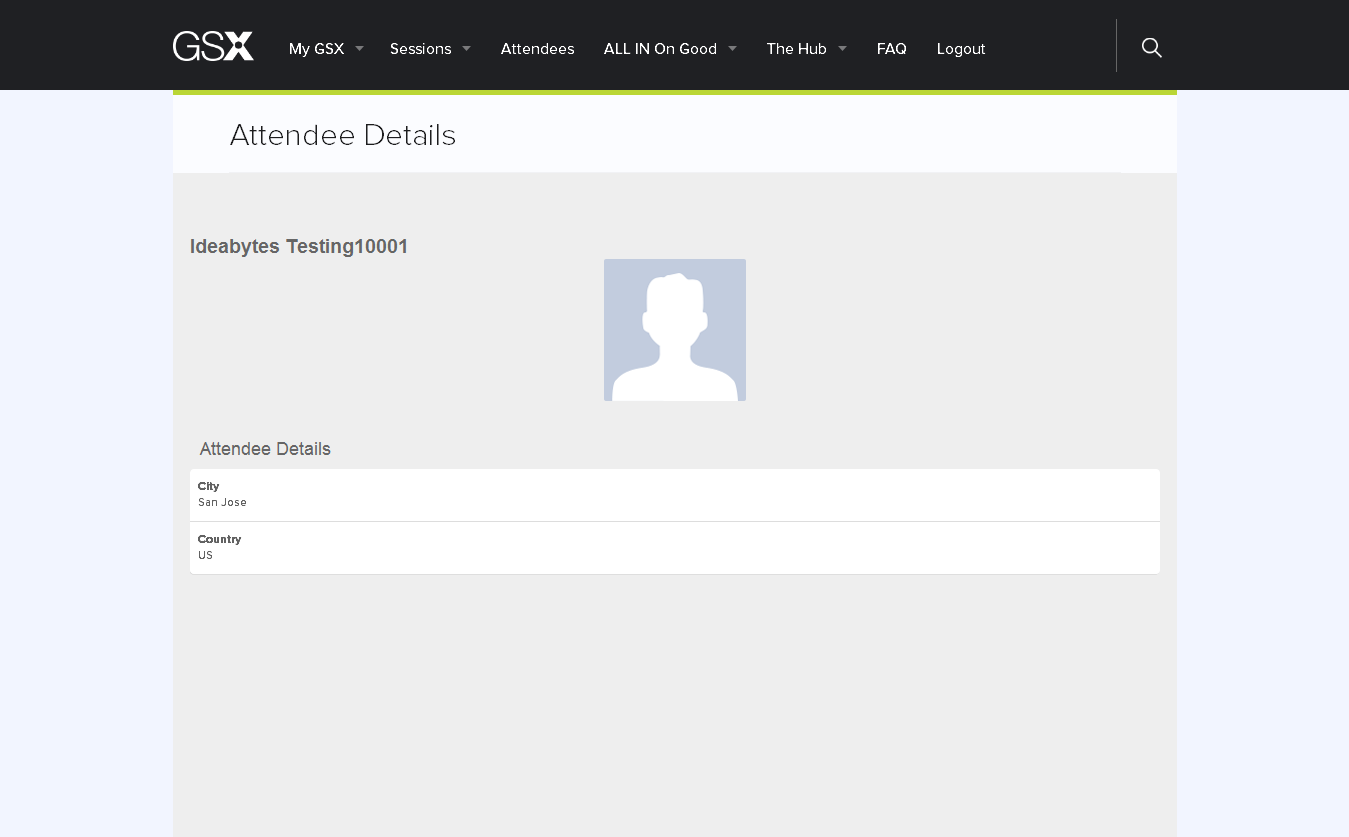 GSX My GSX Sessions Attendees ALL IN On Good The Hub FAQ Logout
Attendee Details
Ideabytes Testing10001
Attendee Details
City
San Jose
Country
US